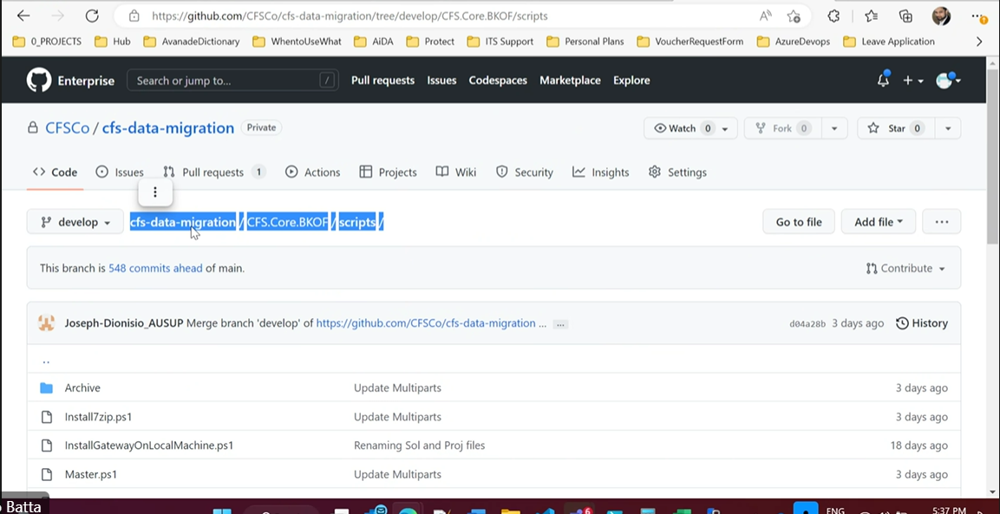 https://github.com/CFSCo/cfs-data-migration/tree/develop/CFS.Core.BKOF/scripts
0_PROJECTS Hub AvanadeDictionary WhentoUseWhat AiDA Protect ITS Support Personal Plans VoucherRequestForm AzureDevops Leave Application
Enterprise Search or jump to... / Pull requests Issues Codespaces Marketplace Explore
CFSCo / cfs-data-migration Private Watch 0 Fork 0 Star 0
Code Issues Pull requests 1 Actions Projects Wiki Security Insights Settings
develop cfs-data-migration / CFS.Core.BKOF / scripts / Go to file Add file ...
This branch is 548 commits ahead of main. Contribute
Joseph-Dionisio_AUSUP Merge branch 'develop' of https://github.com/CFSCo/cfs-data-migration ... ... d04a28b 3 days ago History
..
Archive Update Multiparts 3 days ago
Install7zip.ps1 Update Multiparts 3 days ago
InstallGatewayOnLocalMachine.ps1 Renaming Sol and Proj files 18 days ago
Master.ps1 Update Multiparts 3 days ago
Batta
6 ENG 5:37 PM